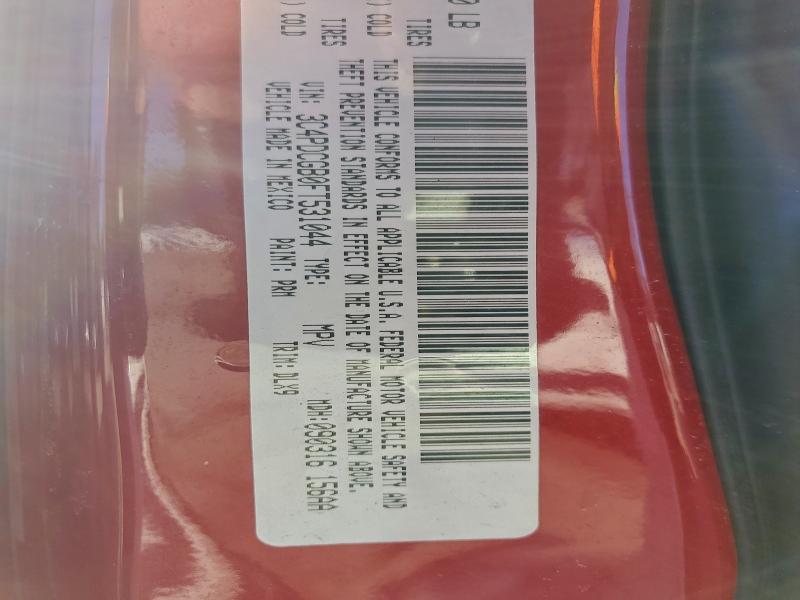 0 LB
TIRES
) COLD
TIRES
) COLD
THIS VEHICLE CONFORMS TO ALL APPLICABLE U.S.A. FEDERAL MOTOR VEHICLE SAFETY AND
THEFT PREVENTION STANDARDS IN EFFECT ON THE DATE OF MANUFACTURE SHOWN ABOVE.
VIN: 3C4PDCGB0FT531044 TYPE: MPV MDH:090316 156AA
VEHICLE MADE IN MEXICO PAINT: PRM TRIM:DLX9